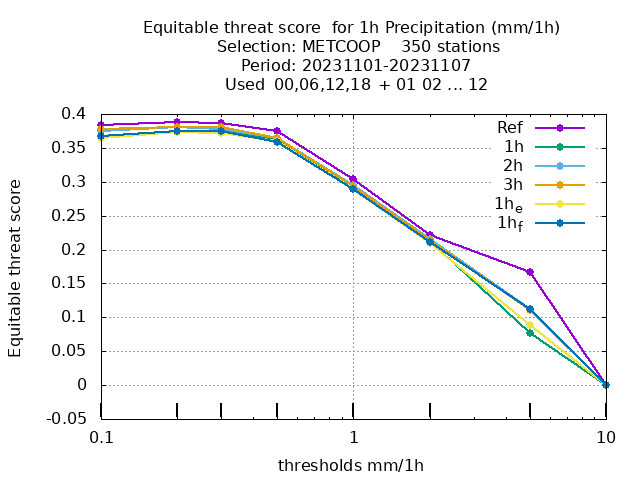 Equitable threat score  for 1h Precipitation (mm/1h)
Selection: METCOOP    350 stations
Period: 20231101-20231107
Used  00,06,12,18 + 01 02 ... 12
Ref
1h
2h
3h
1he
1hf
0.4
0.35
0.3
0.25
0.2
0.15
0.1
0.05
0
-0.05
0.1
1
10
Equitable threat score
thresholds mm/1h